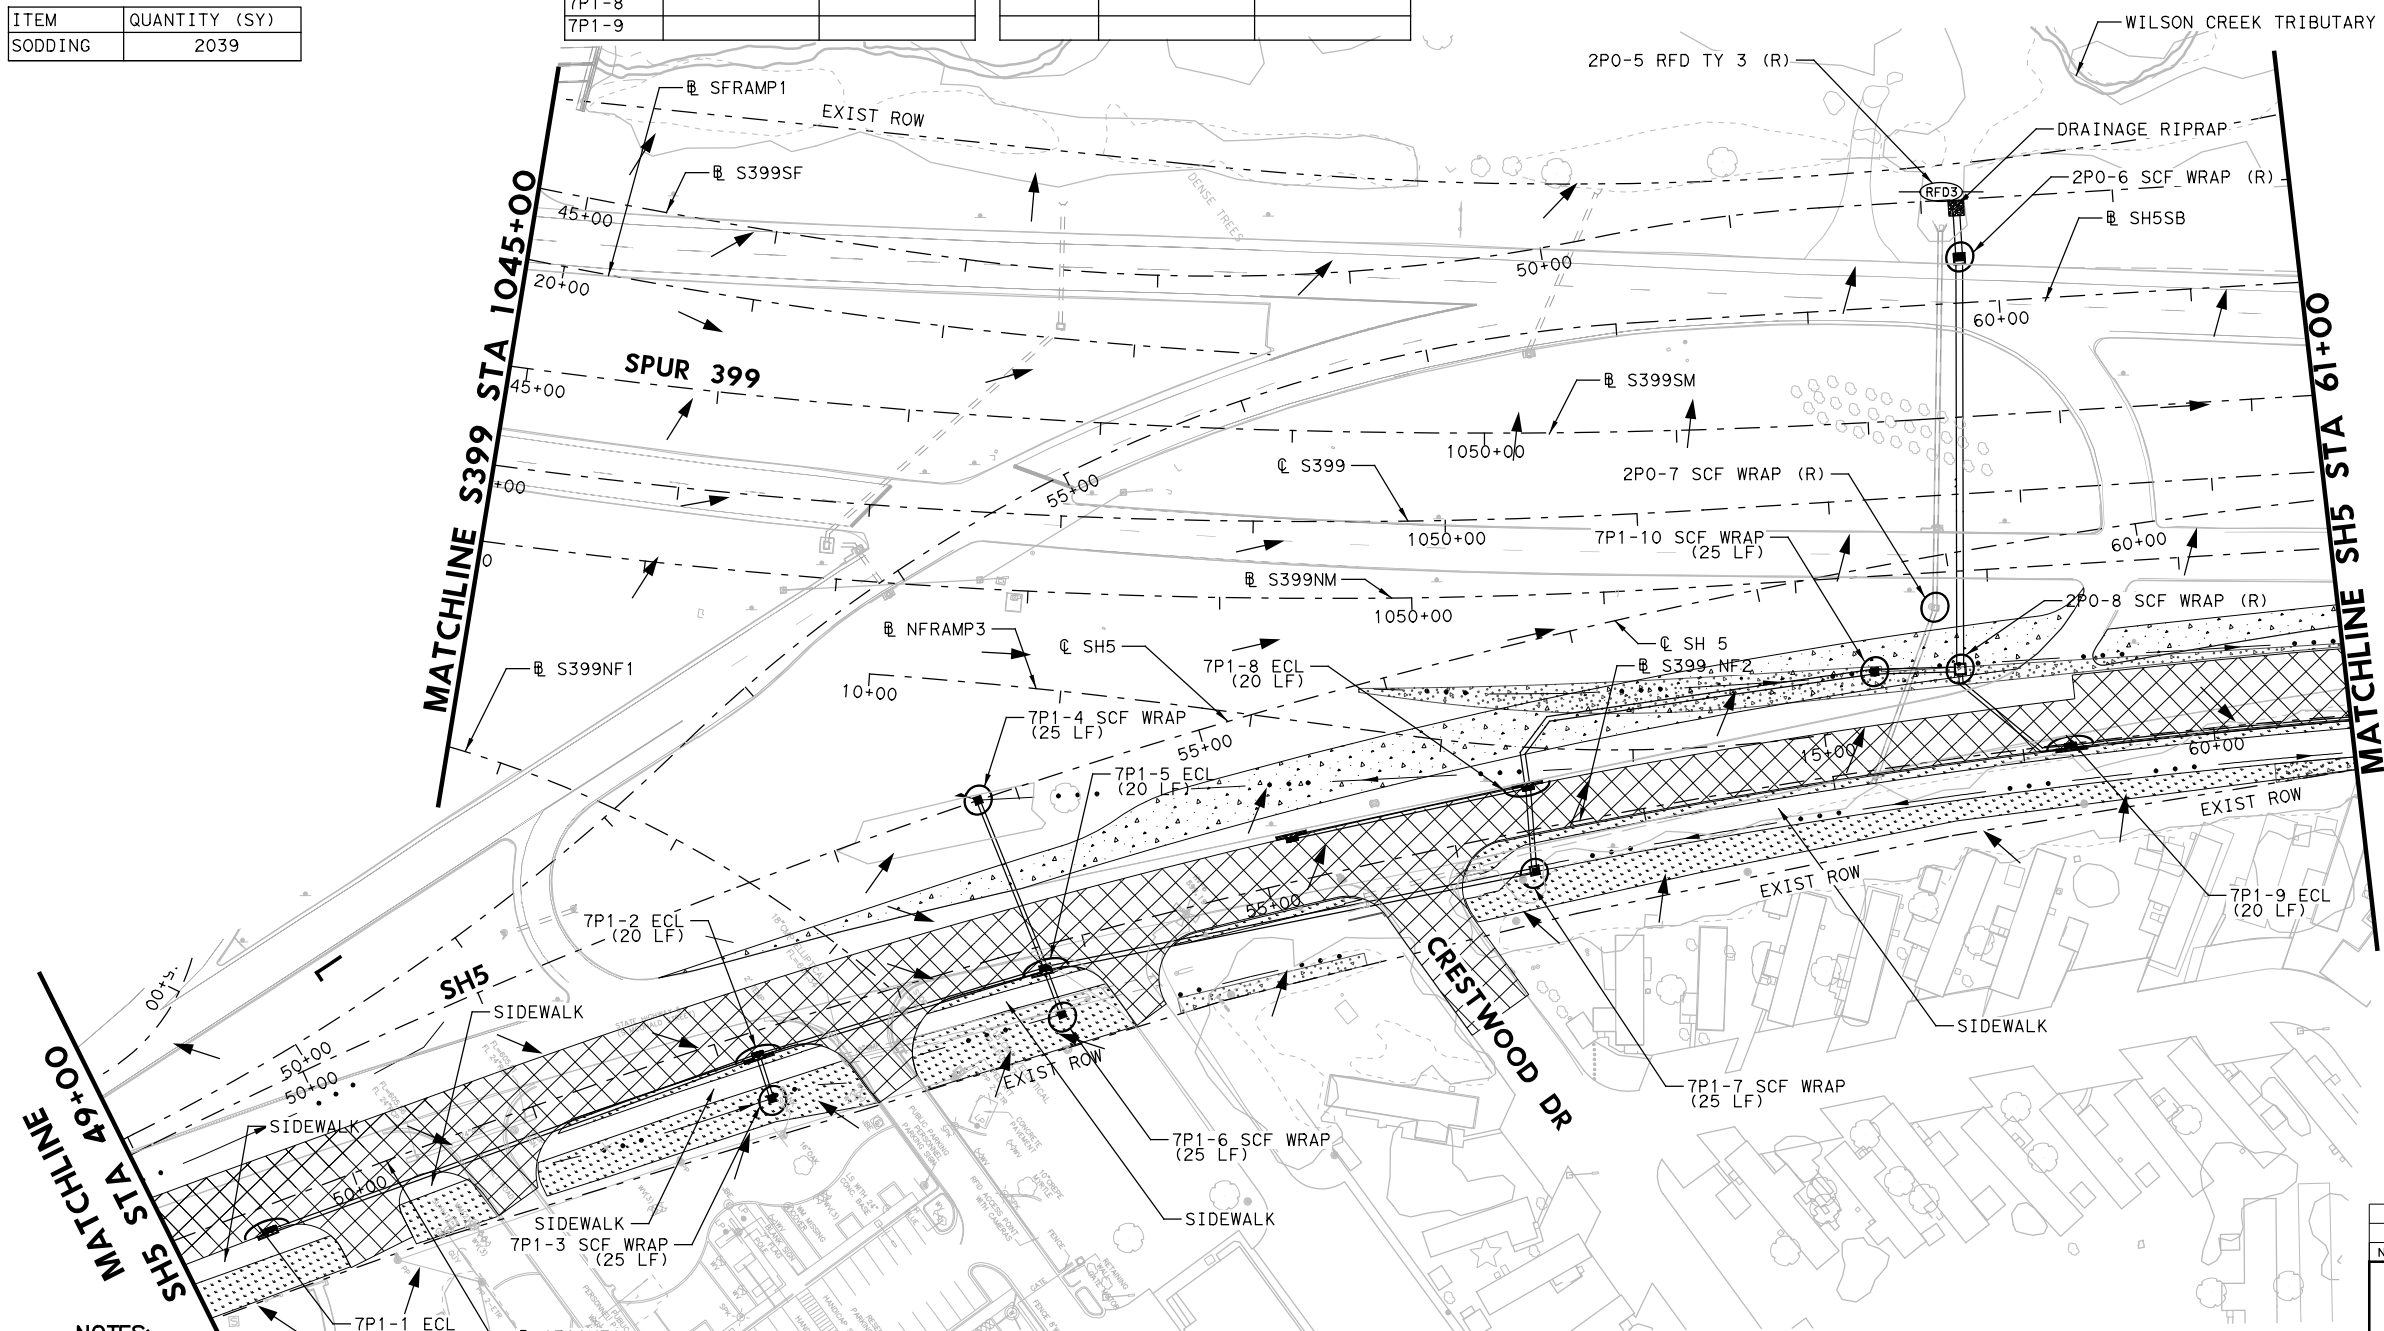 ITEM QUANTITY (SY)
SODDING 2039
7P1-8
7P1-9
WILSON CREEK TRIBUTARY
2P0-5 RFD TY 3 (R)
SFRAMP1
EXIST ROW
DRAINAGE RIPRAP
S399SF
2P0-6 SCF WRAP (R)
RFD3
DENSE TREES
45+00
SH5SB
MATCHLINE S399 STA 1045+00
50+00
20+00
60+00
MATCHLINE SH5 STA 61+00
SPUR 399
45+00
S399SM
1050+00
S399
2P0-7 SCF WRAP (R)
+00
55+00
1050+00
7P1-10 SCF WRAP
(25 LF)
60+00
0
S399NM
1050+00
2P0-8 SCF WRAP (R)
NFRAMP3
SH5
SH 5
7P1-8 ECL
(20 LF)
S399 NF2
S399NF1
10+00
7P1-4 SCF WRAP
(25 LF)
55+00
15+00
60+00
7P1-5 ECL
(20 LF)
EXIST ROW
EXIST ROW
7P1-9 ECL
(20 LF)
55+00
7P1-2 ECL
(20 LF)
CRESTWOOD DR
SH5
SIDEWALK
SIDEWALK
50+00
50+00
EXIST ROW
7P1-7 SCF WRAP
(25 LF)
MATCHLINE
SH5 STA 49+00
SIDEWALK
7P1-6 SCF WRAP
(25 LF)
50+00
SIDEWALK
SIDEWALK
7P1-3 SCF WRAP
(25 LF)
7P1-1 ECL
NOTES: